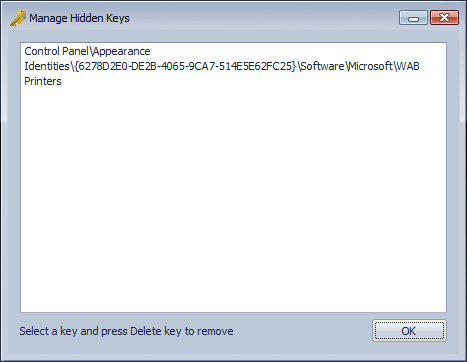 Manage Hidden Keys
Control Panel\Appearance
Identities\{6278D2E0-DE2B-4065-9CA7-514E5E62FC25}\Software\Microsoft\WAB
Printers
Select a key and press Delete key to remove
OK